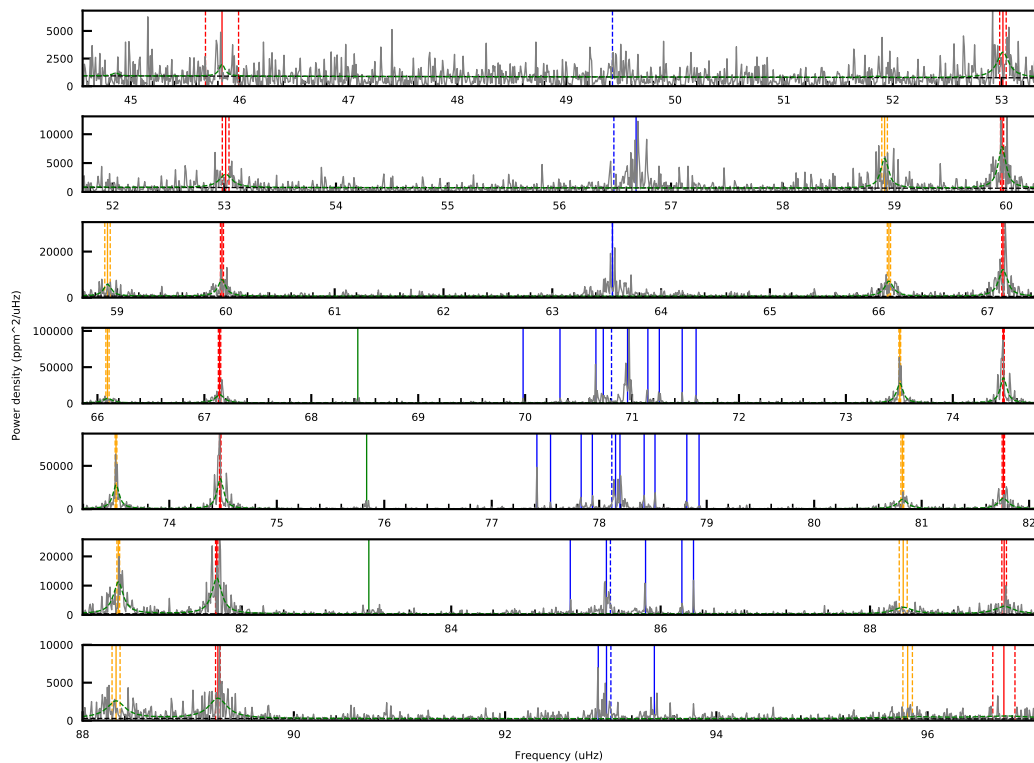 5000
2500
0
45 46 47 48 49 50 51 52 53
10000
5000
0
52 53 54 55 56 57 58 59 60
20000
0
59 60 61 62 63 64 65 66 67
Power density (ppm^2/uHz)
100000
50000
0
66 67 68 69 70 71 72 73 74
50000
0
74 75 76 77 78 79 80 81 82
20000
10000
0
82 84 86 88
10000
5000
0
88 90 92 94 96
Frequency (uHz)